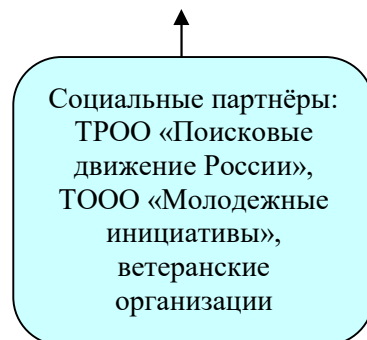 Социальные партнёры:
ТРОО «Поисковые
движение России»,
ТООО «Молодежные
инициативы»,
ветеранские
организации